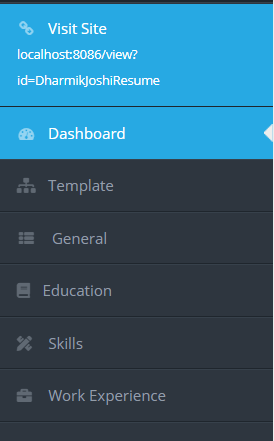 Visit Site
localhost:8086/view?
id=DharmikJoshiResume
Dashboard
Template
General
Education
Skills
Work Experience